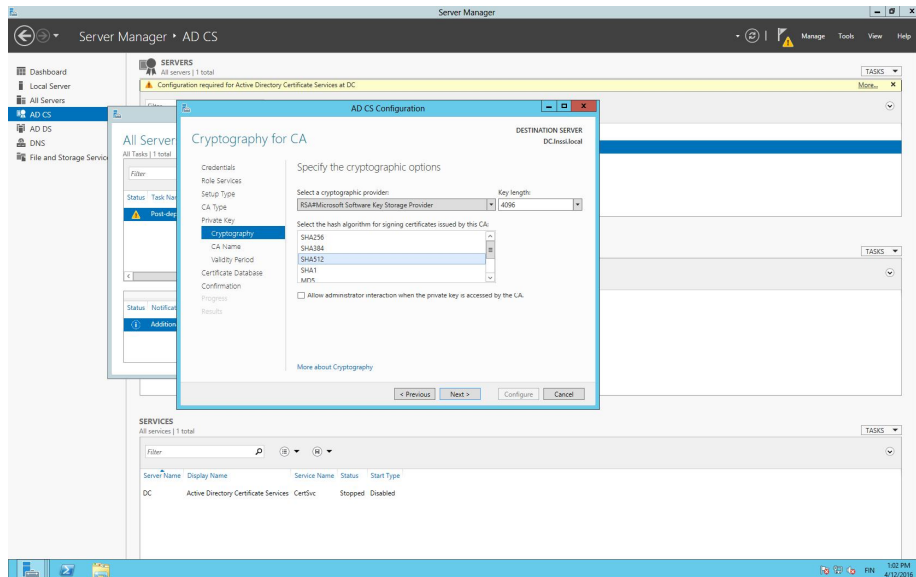 Server Manager
Server Manager • AD CS
Manage Tools View Help
Dashboard
Local Server
All Servers
AD CS
AD DS
DNS
File and Storage Service
SERVERS
All servers | 1 total
TASKS
Configuration required for Active Directory Certificate Services at DC
More...
All Server
All Tasks | 1 total
Filter
Status Task Na
Post-dep
Status Notificat
Addition
AD CS Configuration
Cryptography for CA
DESTINATION SERVER
DC.Inssi.local
Credentials
Role Services
Setup Type
CA Type
Private Key
Cryptography
CA Name
Validity Period
Certificate Database
Confirmation
Progress
Results
Specify the cryptographic options
Select a cryptographic provider:
Key length:
RSA#Microsoft Software Key Storage Provider
4096
Select the hash algorithm for signing certificates issued by this CA:
SHA256
SHA384
SHA512
SHA1
MD5
Allow administrator interaction when the private key is accessed by the CA.
More about Cryptography
< Previous Next > Configure Cancel
TASKS
SERVICES
All services | 1 total
TASKS
Filter
Server Name Display Name Service Name Status Start Type
DC Active Directory Certificate Services CertSvc Stopped Disabled
FIN
1:02 PM
4/12/2016